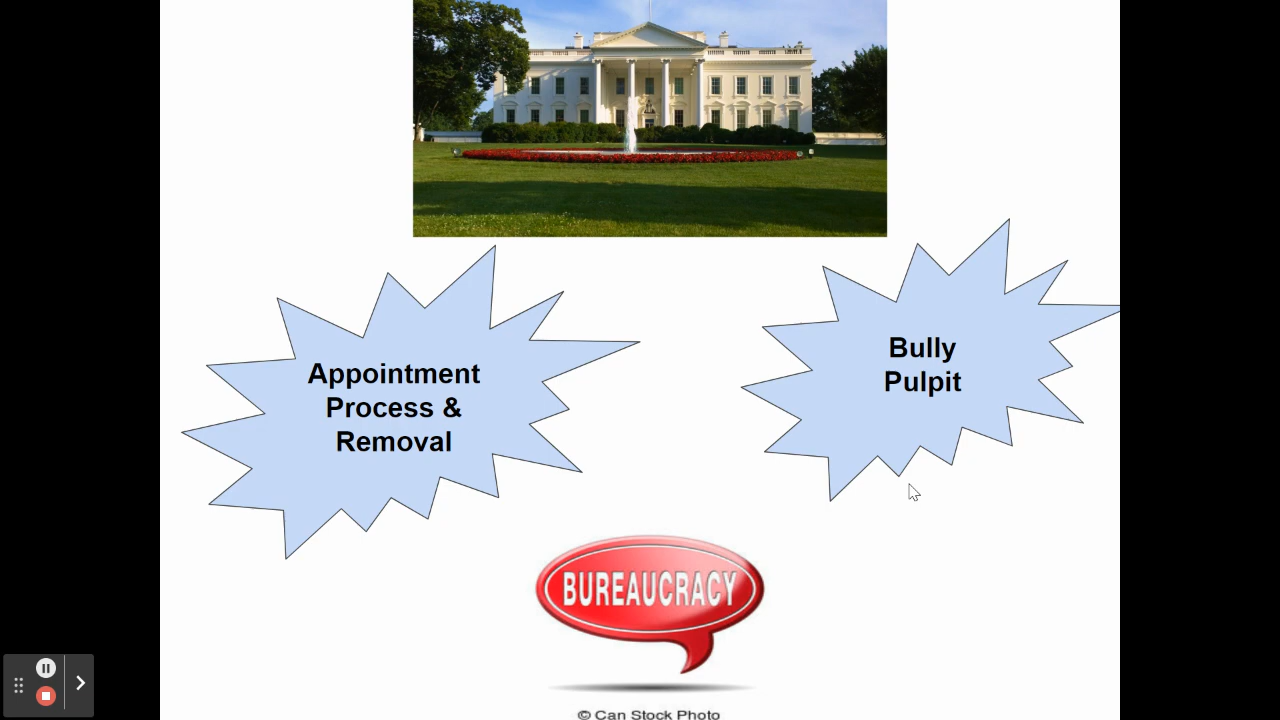 Appointment
Process &
Removal
Bully
Pulpit
BUREAUCRACY
© Can Stock Photo